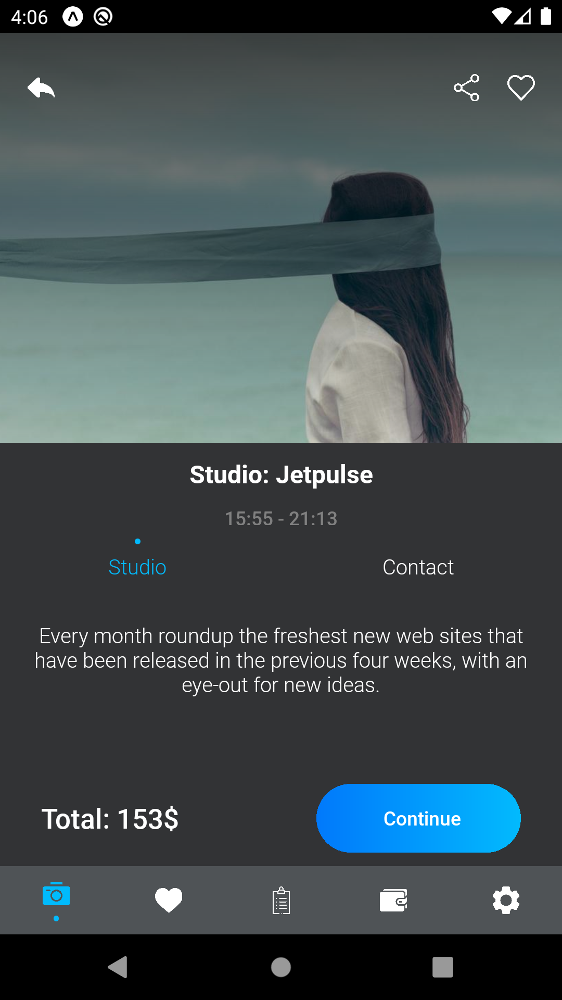 4:06
Studio: Jetpulse
15:55 - 21:13
Studio
Contact
Every month roundup the freshest new web sites that
have been released in the previous four weeks, with an
eye-out for new ideas.
Total: 153$
Continue